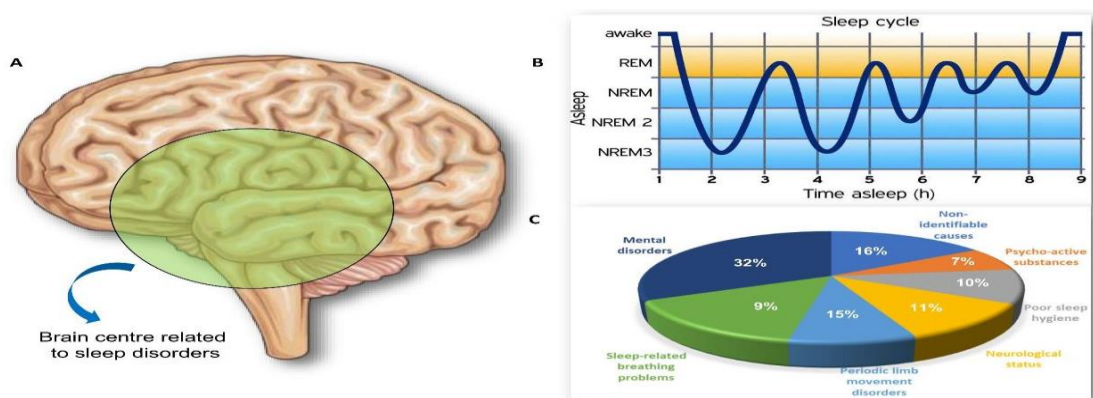 A
Brain centre related
to sleep disorders
B
Sleep cycle
awake
REM
NREM
NREM 2
NREM3
Asleep
1 2 3 4 5 6 7 8 9
Time asleep (h)
C
Non-
identifiable
causes
Mental
disorders
Psycho-active
substances
Poor sleep
hygiene
Neurological
status
Periodic limb
movement
disorders
Sleep-related
breathing
problems
32%
16%
7%
10%
11%
15%
9%